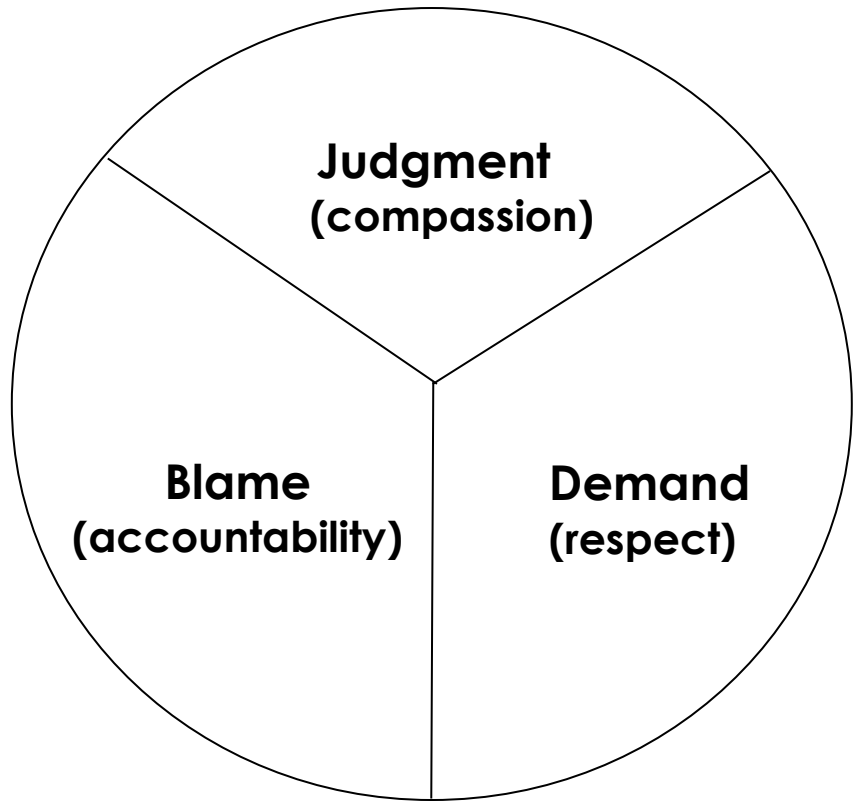 Judgment
(compassion)
Blame
(accountability)
Demand
(respect)